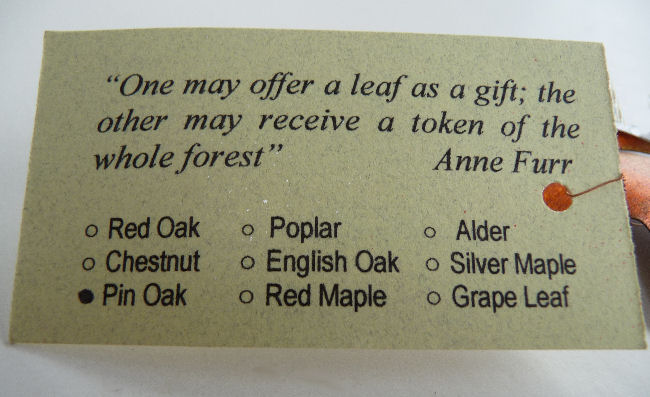 “One may offer a leaf as a gift; the
other may receive a token of the
whole forest” Anne Furr
○ Red Oak ○ Poplar ○ Alder
○ Chestnut ○ English Oak ○ Silver Maple
● Pin Oak ○ Red Maple ○ Grape Leaf